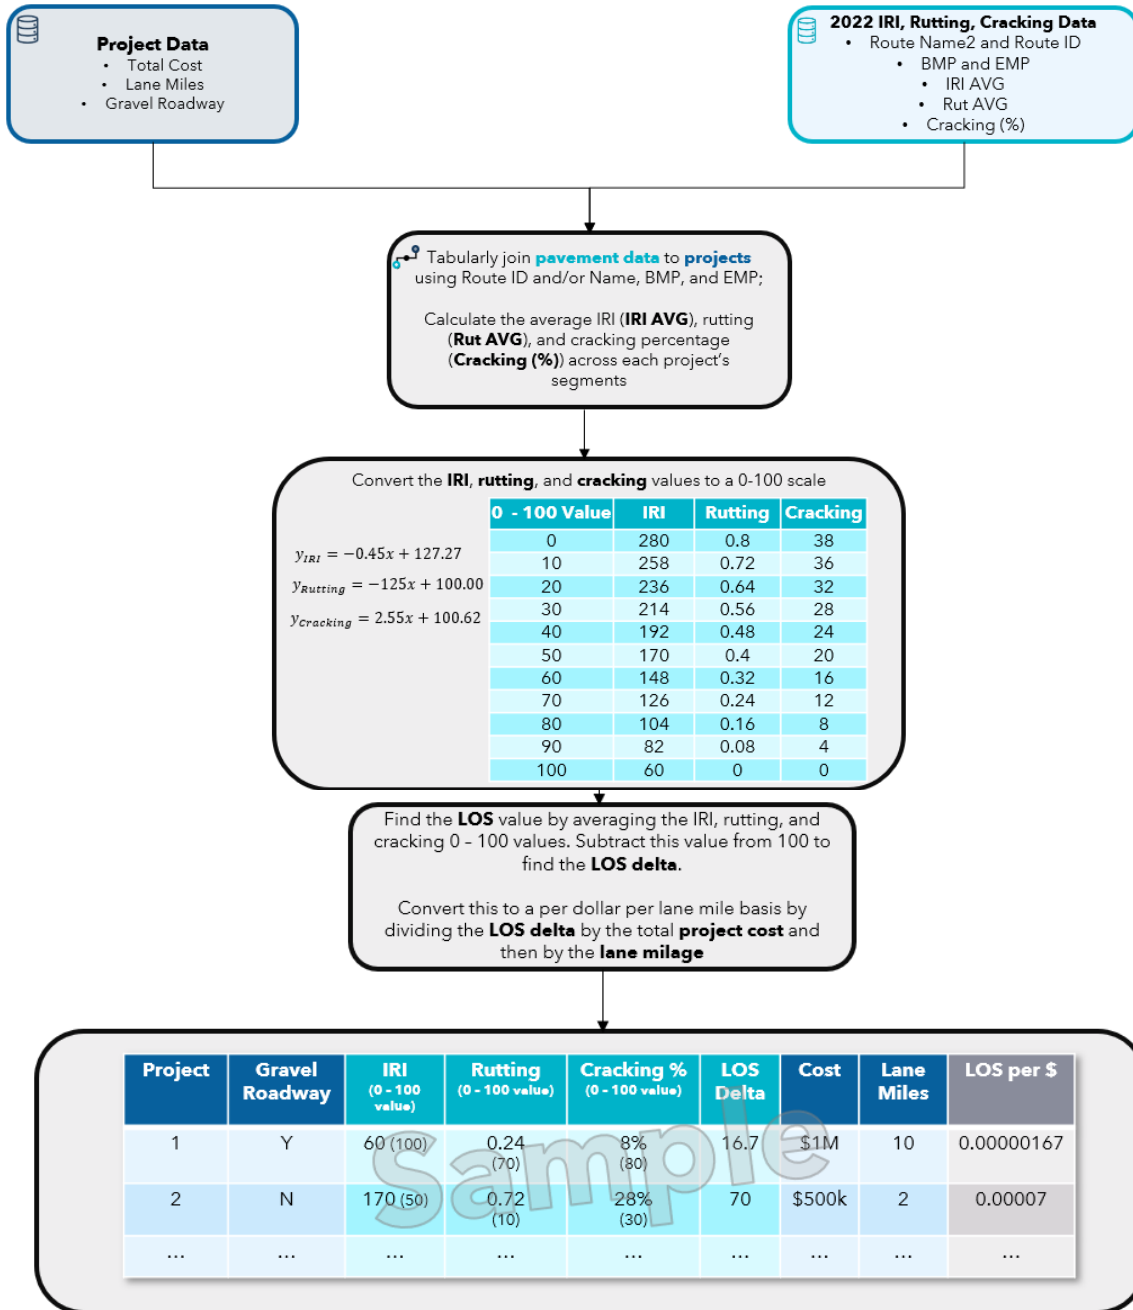 Project Data
• Total Cost
• Lane Miles
• Gravel Roadway
2022 IRI, Rutting, Cracking Data
• Route Name2 and Route ID
• BMP and EMP
• IRI AVG
• Rut AVG
• Cracking (%)
Tabularly join pavement data to projects
using Route ID and/or Name, BMP, and EMP;
Calculate the average IRI (IRI AVG), rutting
(Rut AVG), and cracking percentage
(Cracking (%)) across each project's
segments
Convert the IRI, rutting, and cracking values to a 0-100 scale
y_IRI = −0.45x + 127.27
y_Rutting = −125x + 100.00
y_Cracking = 2.55x + 100.62
0 - 100 Value IRI Rutting Cracking
0 280 0.8 38
10 258 0.72 36
20 236 0.64 32
30 214 0.56 28
40 192 0.48 24
50 170 0.4 20
60 148 0.32 16
70 126 0.24 12
80 104 0.16 8
90 82 0.08 4
100 60 0 0
Find the LOS value by averaging the IRI, rutting, and
cracking 0 – 100 values. Subtract this value from 100 to
find the LOS delta.
Convert this to a per dollar per lane mile basis by
dividing the LOS delta by the total project cost and
then by the lane milage
Project Gravel Roadway IRI (0 – 100 value) Rutting (0 – 100 value) Cracking % (0 – 100 value) LOS Delta Cost Lane Miles LOS per $
1 Y 60 (100) 0.24 (70) 8% (80) 16.7 $1M 10 0.00000167
2 N 170 (50) 0.72 (10) 28% (30) 70 $500k 2 0.00007
... ... ... ... ... ... ... ... ...
Sample